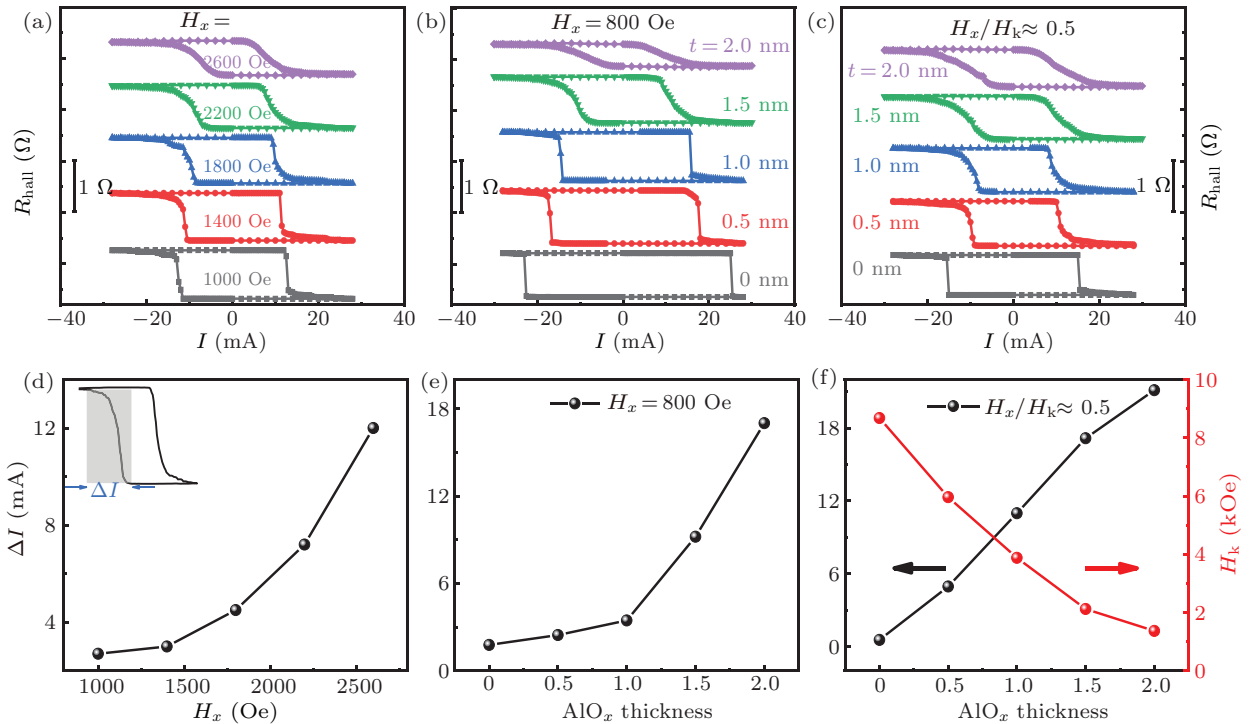 (a)
H_x =
2600 Oe
2200 Oe
1800 Oe
1400 Oe
1000 Oe
1 Ω
R_hall (Ω)
−40 −20 0 20 40
I (mA)
(b)
H_x = 800 Oe
t = 2.0 nm
1.5 nm
1.0 nm
0.5 nm
0 nm
1 Ω
−40 −20 0 20 40
I (mA)
(c)
H_x/H_k ≈ 0.5
t = 2.0 nm
1.5 nm
1.0 nm
0.5 nm
0 nm
1 Ω
R_hall (Ω)
−40 −20 0 20 40
I (mA)
(d)
ΔI
12
8
4
ΔI (mA)
1000 1500 2000 2500
H_x (Oe)
(e)
H_x = 800 Oe
18
12
6
0
0 0.5 1.0 1.5 2.0
AlO_x thickness
(f)
H_x/H_k ≈ 0.5
18
12
6
0
10
8
6
4
2
0
H_k (kOe)
0 0.5 1.0 1.5 2.0
AlO_x thickness